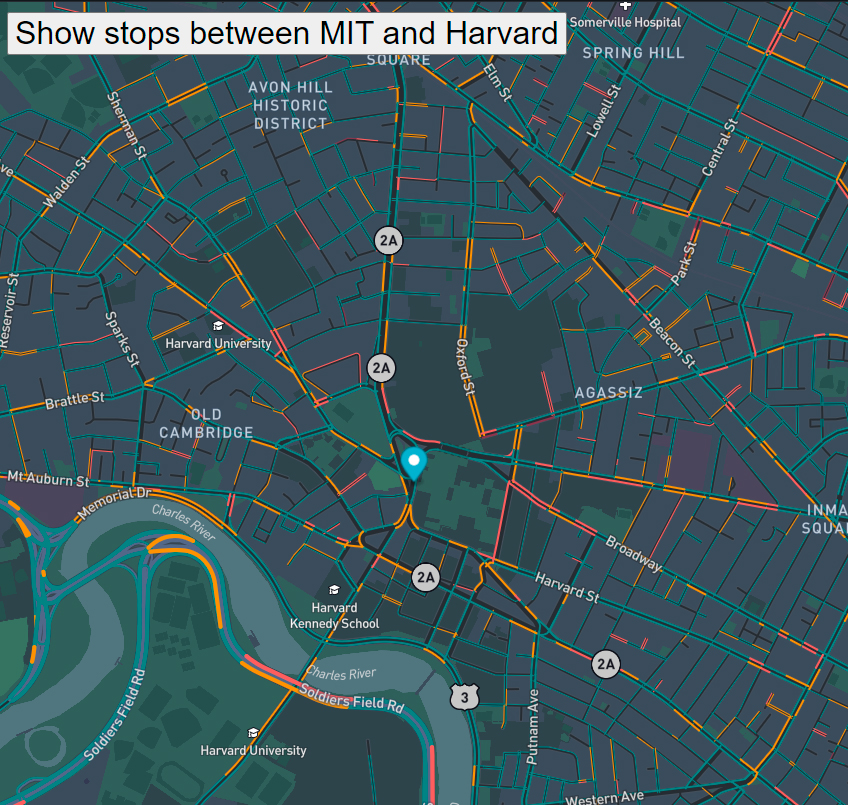 Show stops between MIT and Harvard
Somerville Hospital
SPRING HILL
SQUARE
Elm St
AVON HILL
HISTORIC
DISTRICT
Sherman St
Lowell St
Central St
Walden St
2A
Park St
Reservoir St
Sparks St
Harvard University
Beacon St
Oxford St
2A
Brattle St
AGASSIZ
OLD
CAMBRIDGE
Mt Auburn St
Memorial Dr
Charles River
INMA
SQUA
Broadway
2A
Harvard St
Harvard
Kennedy School
2A
Charles River
Soldiers Field Rd
3
Soldiers Field Rd
Putnam Ave
Harvard University
Western Ave